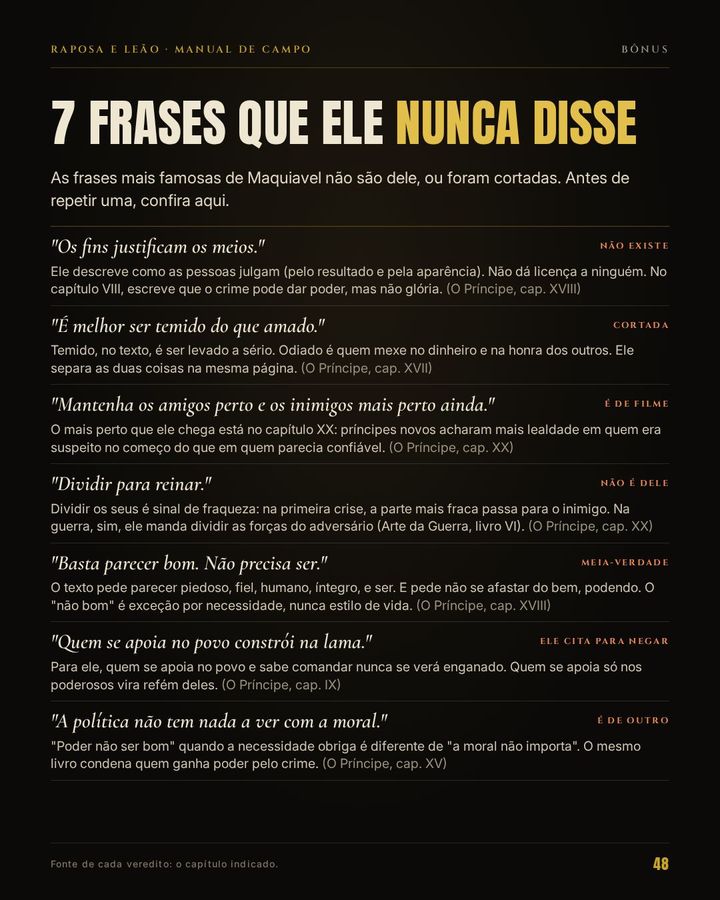 RAPOSA E LEÃO · MANUAL DE CAMPO
BÓNUS
7 FRASES QUE ELE NUNCA DISSE
As frases mais famosas de Maquiavel não são dele, ou foram cortadas. Antes de
repetir uma, confira aqui.
"Os fins justificam os meios."
NÃO EXISTE
Ele descreve como as pessoas julgam (pelo resultado e pela aparência). Não dá licença a ninguém. No
capítulo VIII, escreve que o crime pode dar poder, mas não glória. (O Príncipe, cap. XVIII)
"É melhor ser temido do que amado."
CORTADA
Temido, no texto, é ser levado a sério. Odiado é quem mexe no dinheiro e na honra dos outros. Ele
separa as duas coisas na mesma página. (O Príncipe, cap. XVII)
"Mantenha os amigos perto e os inimigos mais perto ainda."
É DE FILME
O mais perto que ele chega está no capítulo XX: príncipes novos acharam mais lealdade em quem era
suspeito no começo do que em quem parecia confiável. (O Príncipe, cap. XX)
"Dividir para reinar."
NÃO É DELE
Dividir os seus é sinal de fraqueza: na primeira crise, a parte mais fraca passa para o inimigo. Na
guerra, sim, ele manda dividir as forças do adversário (Arte da Guerra, livro VI). (O Príncipe, cap. XX)
"Basta parecer bom. Não precisa ser."
MEIA-VERDADE
O texto pede parecer piedoso, fiel, humano, íntegro, e ser. E pede não se afastar do bem, podendo. O
"não bom" é exceção por necessidade, nunca estilo de vida. (O Príncipe, cap. XVIII)
"Quem se apoia no povo constrói na lama."
ELE CITA PARA NEGAR
Para ele, quem se apoia no povo e sabe comandar nunca se verá enganado. Quem se apoia só nos
poderosos vira refém deles. (O Príncipe, cap. IX)
"A política não tem nada a ver com a moral."
É DE OUTRO
"Poder não ser bom" quando a necessidade obriga é diferente de "a moral não importa". O mesmo
livro condena quem ganha poder pelo crime. (O Príncipe, cap. XV)
Fonte de cada veredito: o capítulo indicado.
48